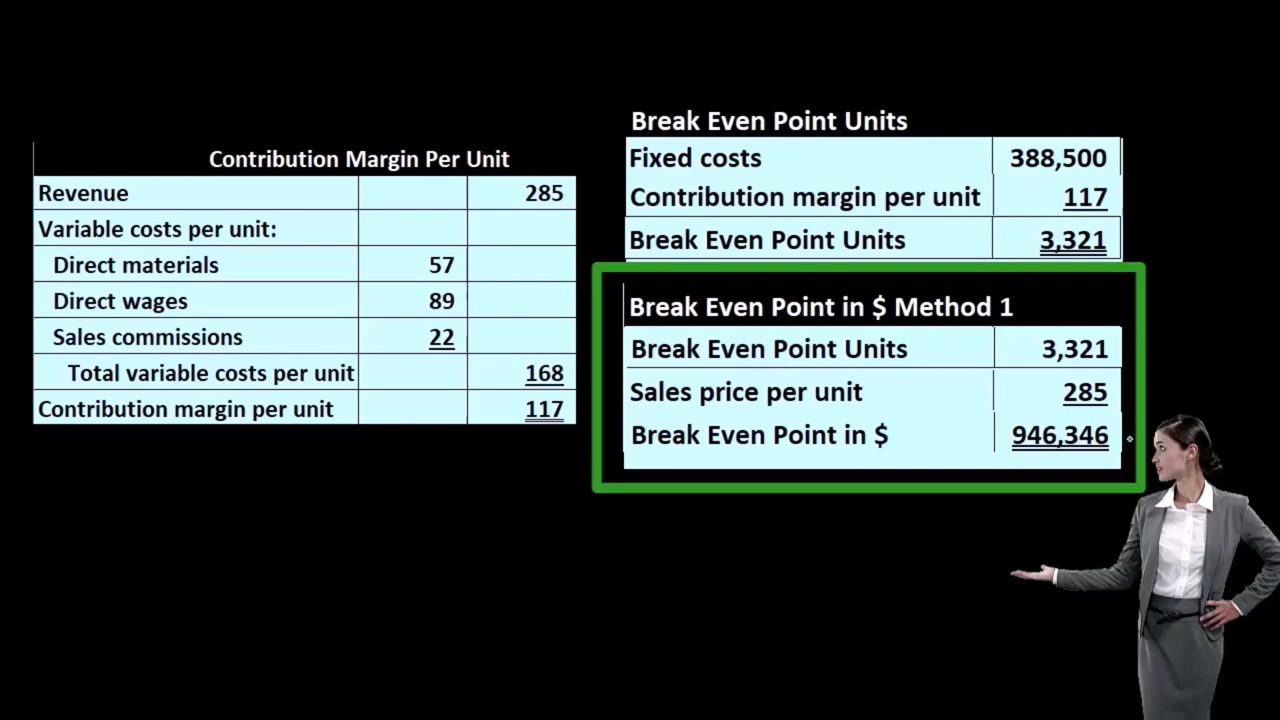 Contribution Margin Per Unit
Revenue 285
Variable costs per unit:
Direct materials 57
Direct wages 89
Sales commissions 22
Total variable costs per unit 168
Contribution margin per unit 117
Break Even Point Units
Fixed costs 388,500
Contribution margin per unit 117
Break Even Point Units 3,321
Break Even Point in $ Method 1
Break Even Point Units 3,321
Sales price per unit 285
Break Even Point in $ 946,346